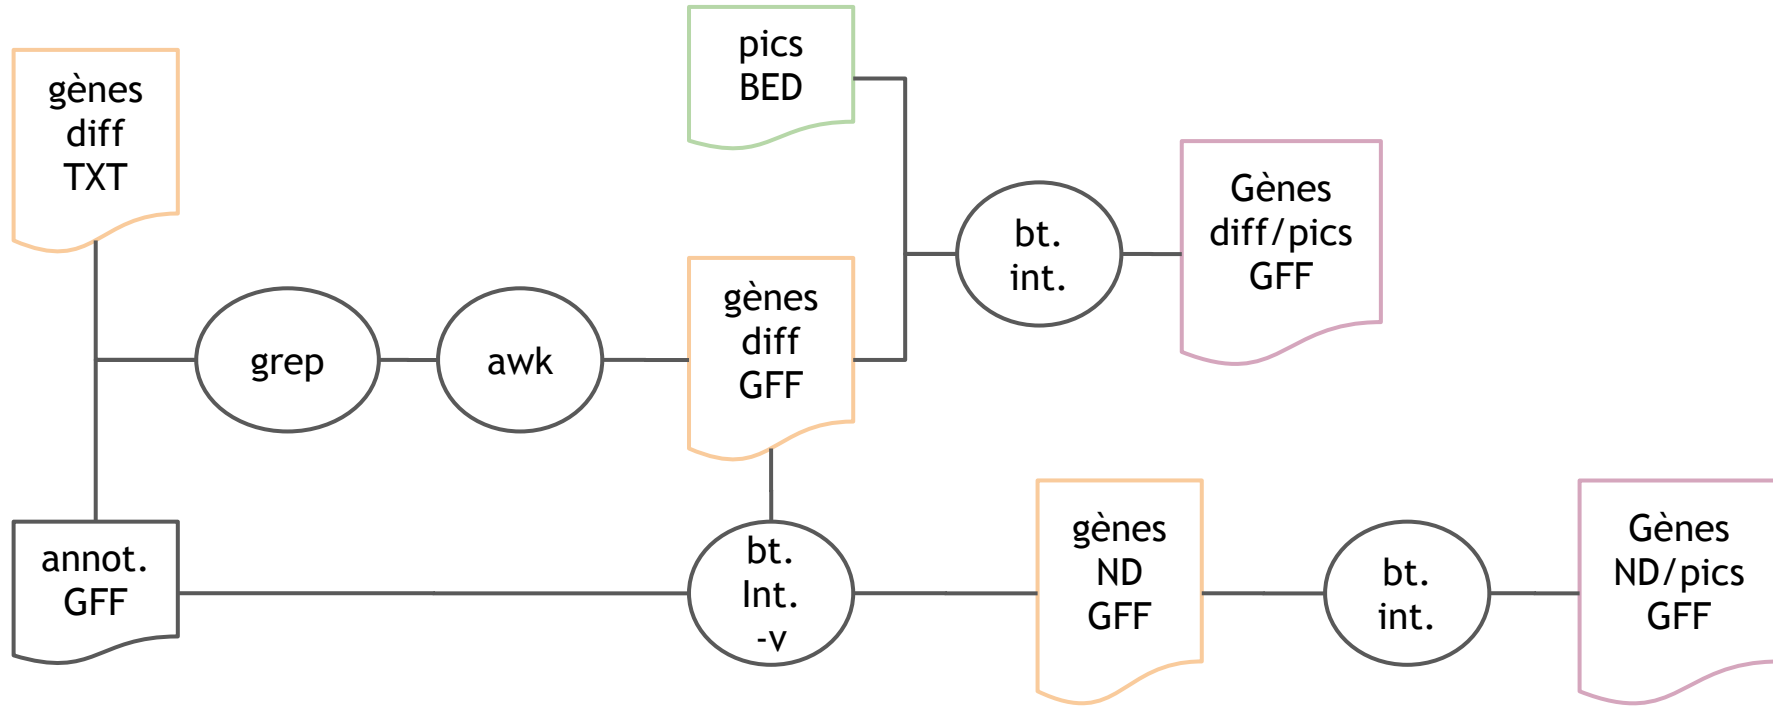 gènes
diff
TXT
pics
BED
Gènes
diff/pics
GFF
bt.
int.
gènes
diff
GFF
grep
awk
annot.
GFF
bt.
Int.
-v
gènes
ND
GFF
bt.
int.
Gènes
ND/pics
GFF